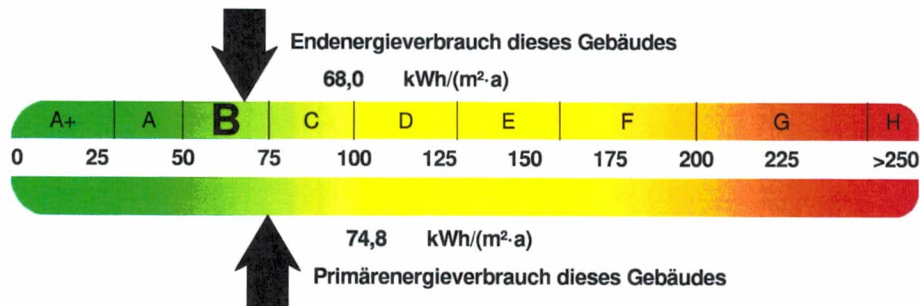 Endenergieverbrauch dieses Gebäudes
68,0 kWh/(m²·a)
A+ A B C D E F G H
0 25 50 75 100 125 150 175 200 225 >250
74,8 kWh/(m²·a)
Primärenergieverbrauch dieses Gebäudes